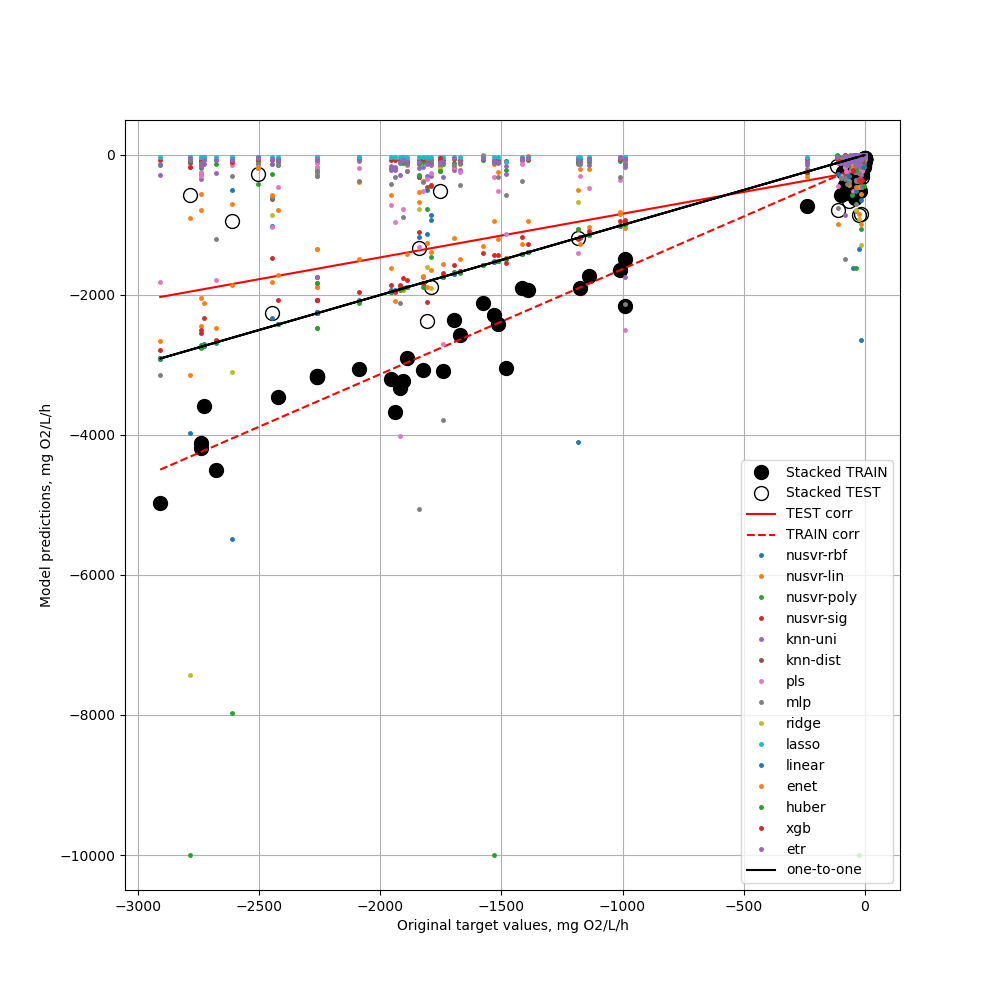 0
−2000
−4000
−6000
−8000
−10000
Model predictions, mg O2/L/h
Stacked TRAIN
Stacked TEST
TEST corr
TRAIN corr
nusvr-rbf
nusvr-lin
nusvr-poly
nusvr-sig
knn-uni
knn-dist
pls
mlp
ridge
lasso
linear
enet
huber
xgb
etr
one-to-one
−3000 −2500 −2000 −1500 −1000 −500 0
Original target values, mg O2/L/h